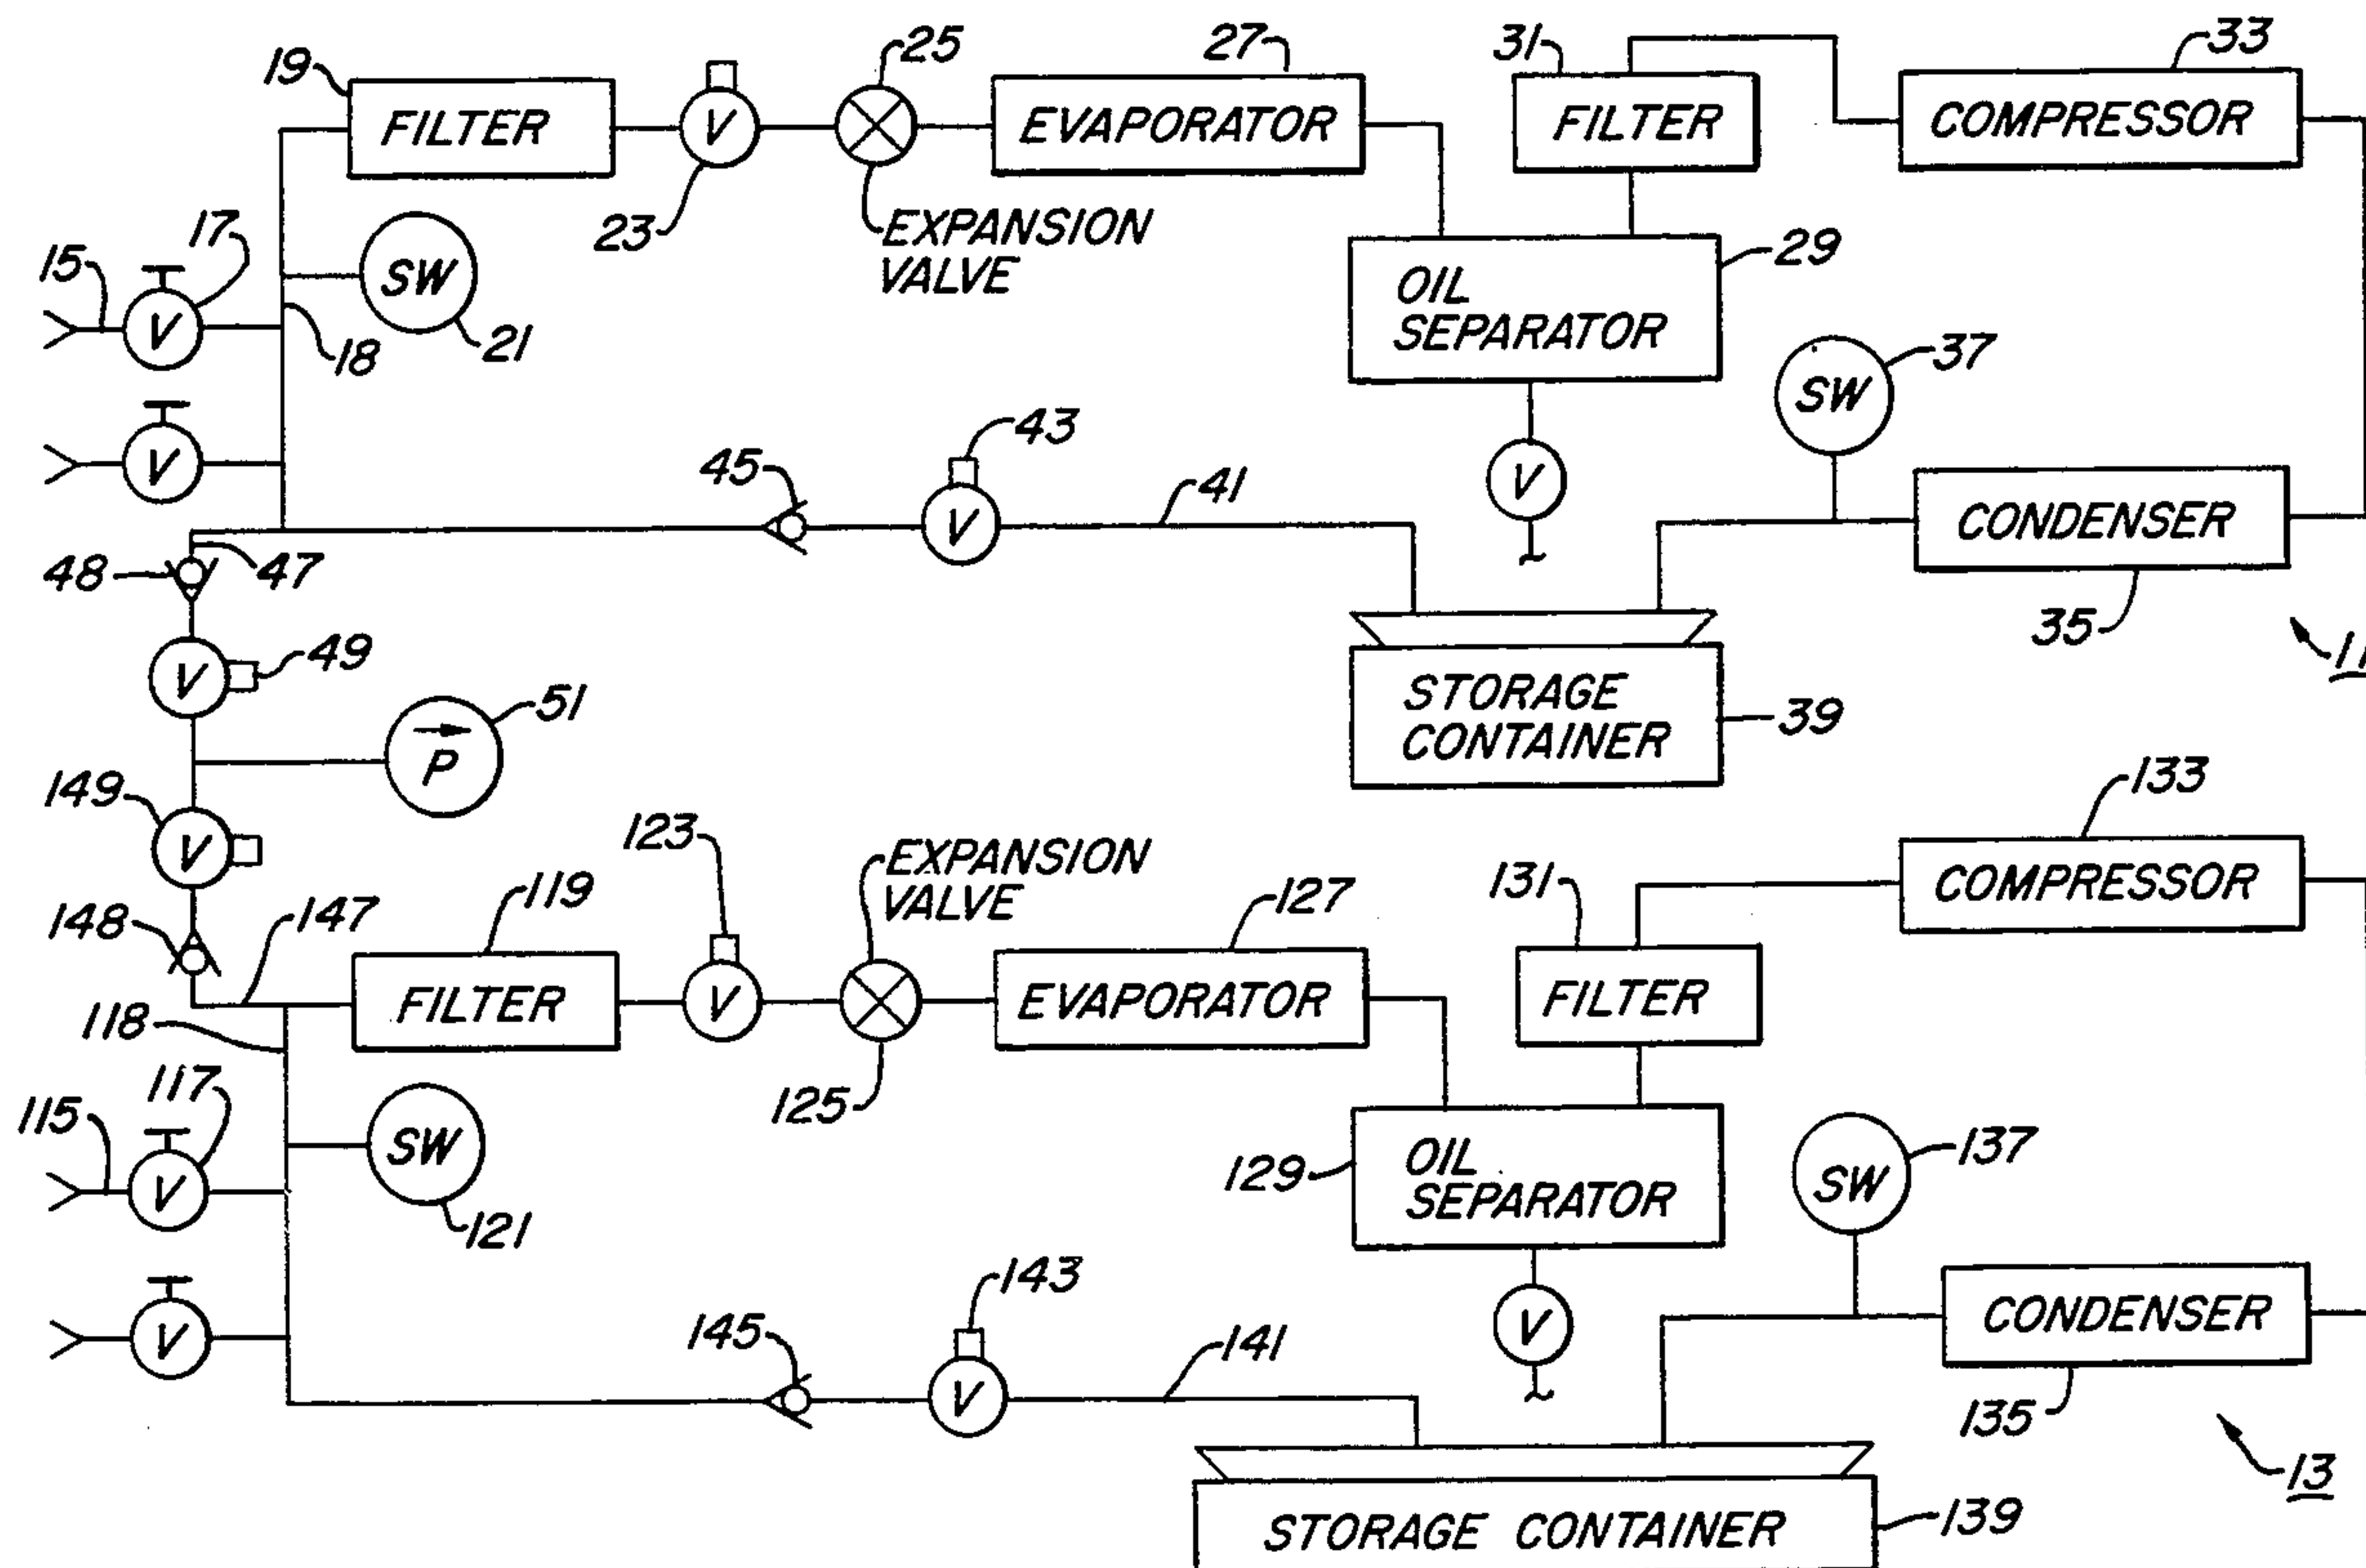 19
FILTER
V
23
25
EXPANSION
VALVE
27
EVAPORATOR
31
FILTER
33
COMPRESSOR
15
17
V
18
SW
21
OIL
SEPARATOR
29
V
SW
37
V
45
43
V
41
CONDENSER
35
11
48
47
V
49
P
51
STORAGE
CONTAINER
39
149
V
148
147
118
119
FILTER
123
V
EXPANSION
VALVE
125
127
EVAPORATOR
131
FILTER
133
COMPRESSOR
115
117
V
SW
121
129
OIL
SEPARATOR
V
SW
137
V
145
143
V
141
CONDENSER
135
13
STORAGE CONTAINER
139